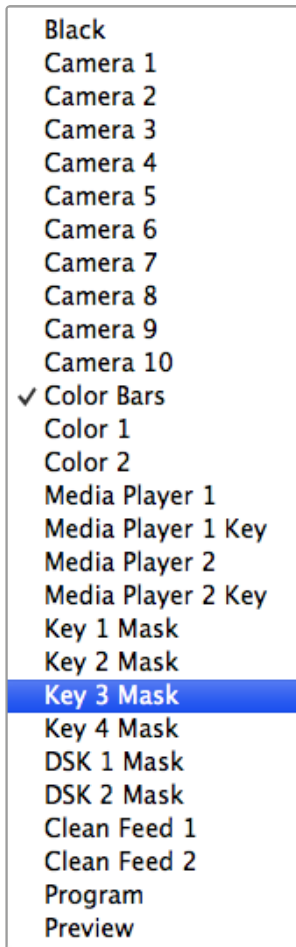 Black
Camera 1
Camera 2
Camera 3
Camera 4
Camera 5
Camera 6
Camera 7
Camera 8
Camera 9
Camera 10
Color Bars
Color 1
Color 2
Media Player 1
Media Player 1 Key
Media Player 2
Media Player 2 Key
Key 1 Mask
Key 2 Mask
Key 3 Mask
Key 4 Mask
DSK 1 Mask
DSK 2 Mask
Clean Feed 1
Clean Feed 2
Program
Preview